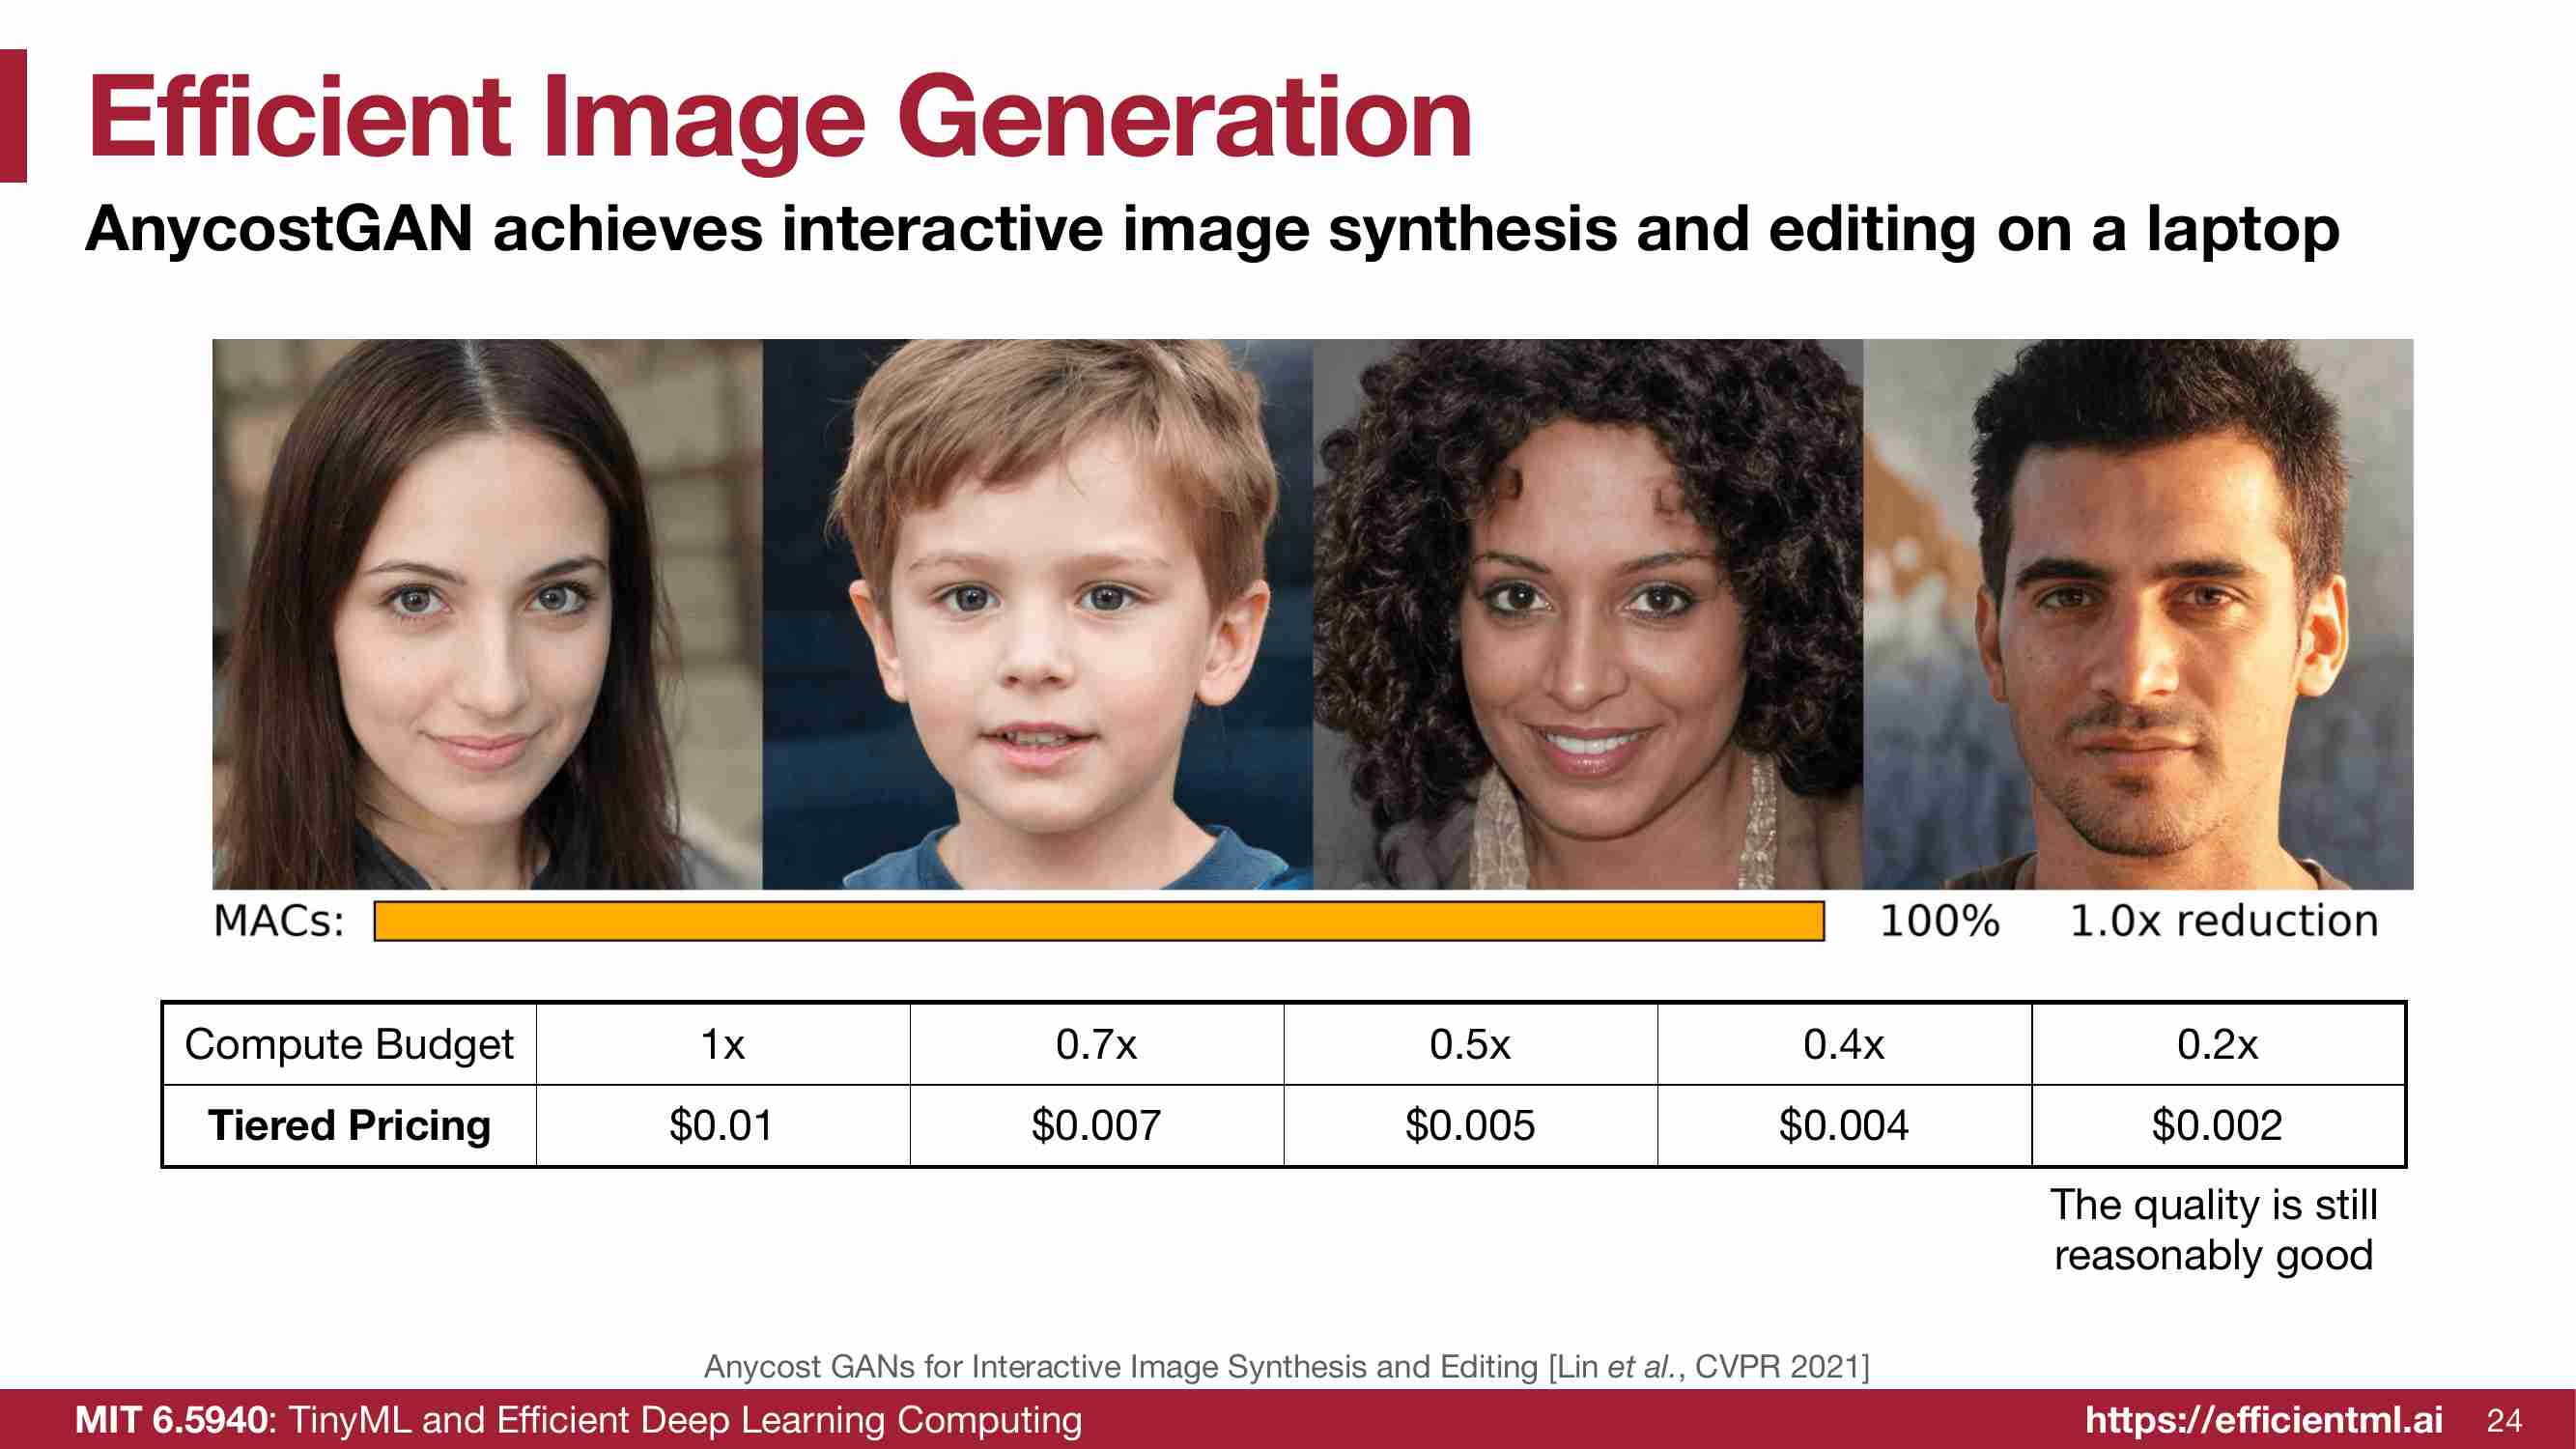 Efficient Image Generation
AnycostGAN achieves interactive image synthesis and editing on a laptop
MACs: 100% 1.0x reduction
Compute Budget 1x 0.7x 0.5x 0.4x 0.2x
Tiered Pricing $0.01 $0.007 $0.005 $0.004 $0.002
The quality is still
reasonably good
Anycost GANs for Interactive Image Synthesis and Editing [Lin et al., CVPR 2021]
MIT 6.5940: TinyML and Efficient Deep Learning Computing https://efficientml.ai 24